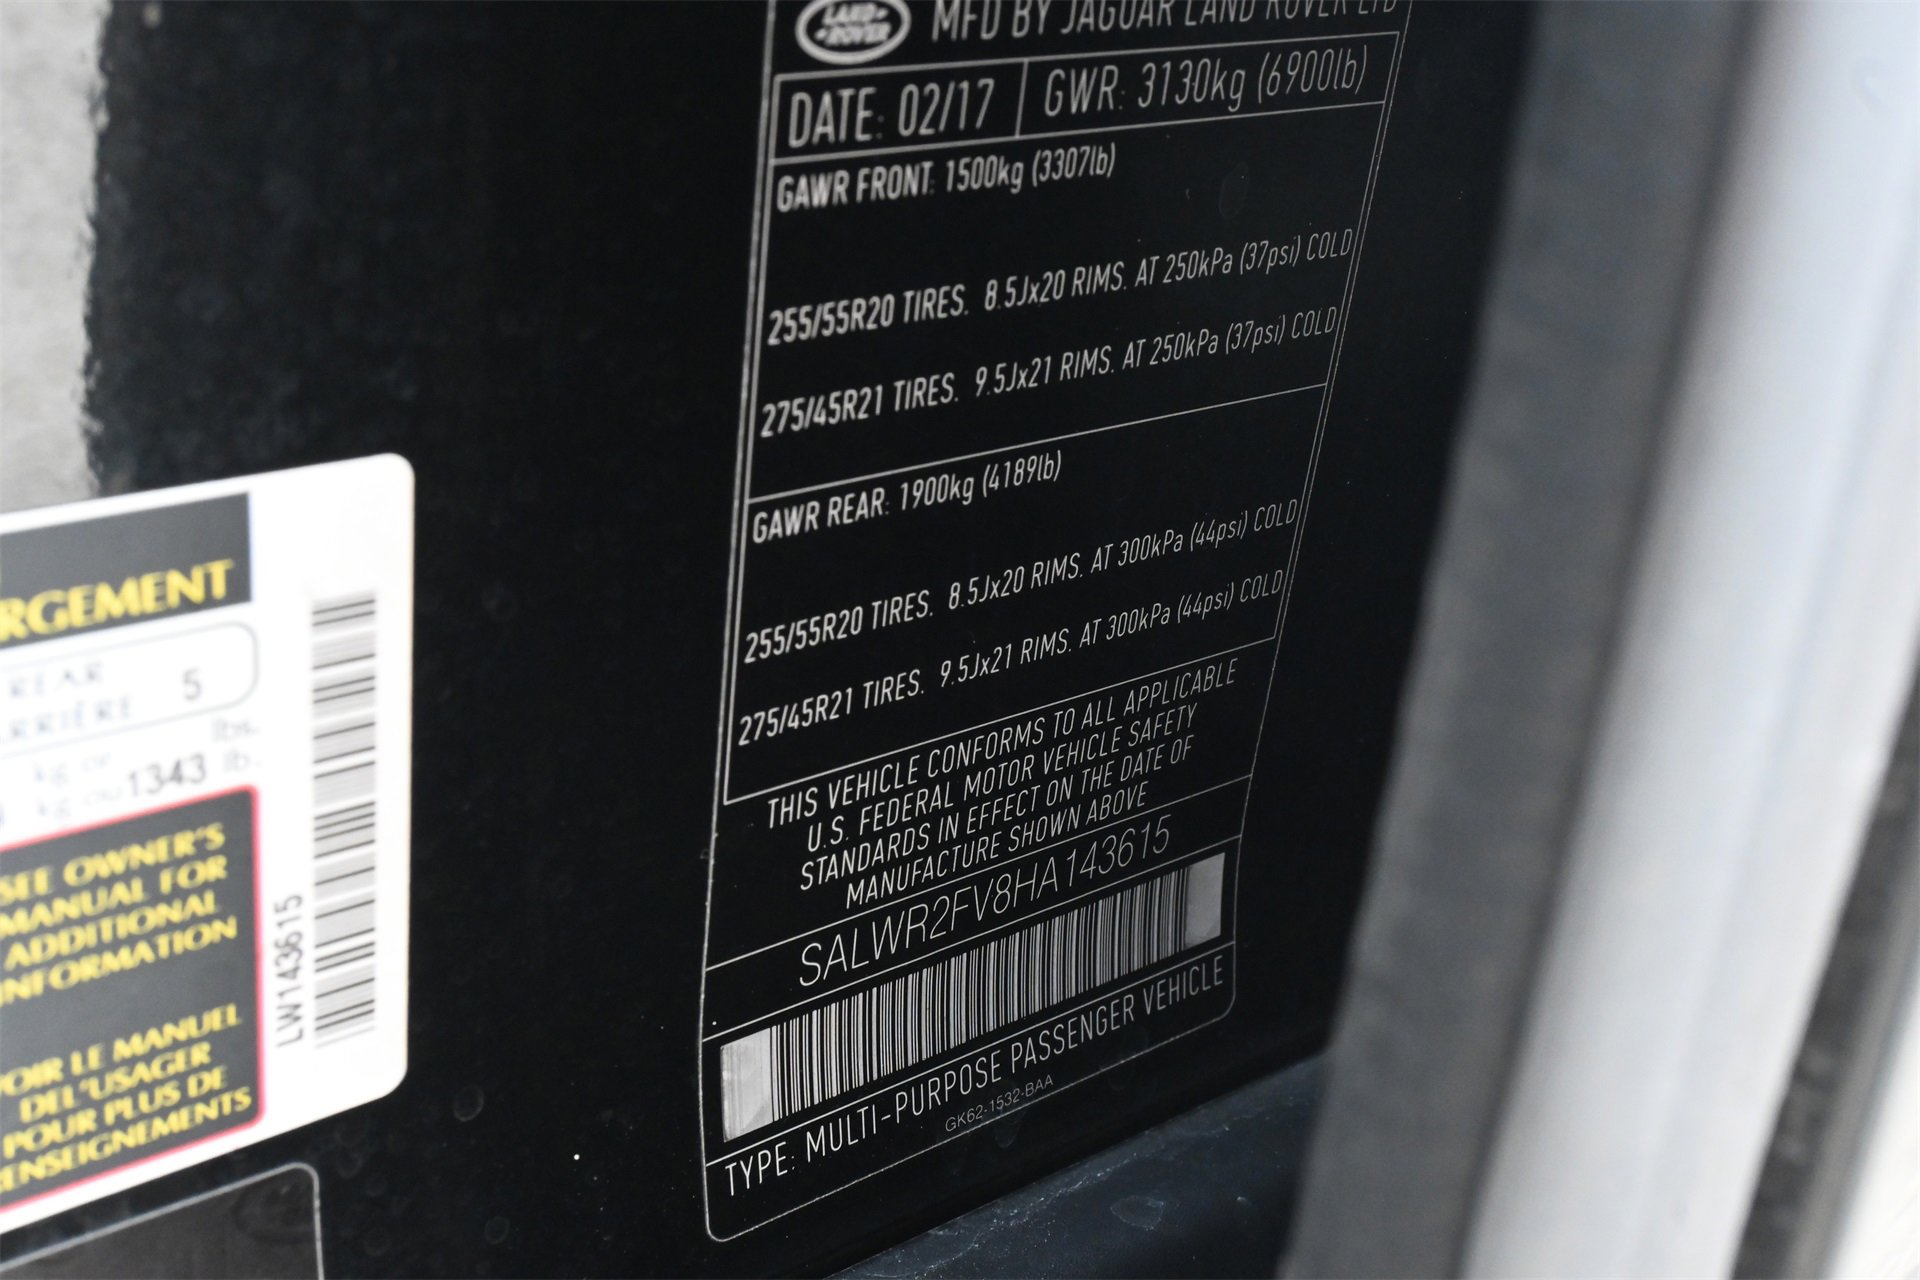 RGEMENT
REAR
ARRIÈRE 5
kg or lbs.
kg ou 1343 lb.
SEE OWNER'S
MANUAL FOR
ADDITIONAL
INFORMATION
VOIR LE MANUEL
DEL'USAGER
POUR PLUS DE
RENSEIGNEMENTS
LW143615
LAND-
-ROVER
MFD BY JAGUAR LAND ROVER LTD
DATE: 02/17 GWR: 3130kg (6900lb)
GAWR FRONT: 1500kg (3307lb)
255/55R20 TIRES. 8.5Jx20 RIMS. AT 250kPa (37psi) COLD
275/45R21 TIRES. 9.5Jx21 RIMS. AT 250kPa (37psi) COLD
GAWR REAR: 1900kg (4189lb)
255/55R20 TIRES. 8.5Jx20 RIMS. AT 300kPa (44psi) COLD
275/45R21 TIRES. 9.5Jx21 RIMS. AT 300kPa (44psi) COLD
THIS VEHICLE CONFORMS TO ALL APPLICABLE
U.S. FEDERAL MOTOR VEHICLE SAFETY
STANDARDS IN EFFECT ON THE DATE OF
MANUFACTURE SHOWN ABOVE
SALWR2FV8HA143615
TYPE: MULTI-PURPOSE PASSENGER VEHICLE
GK62-1532-BAA